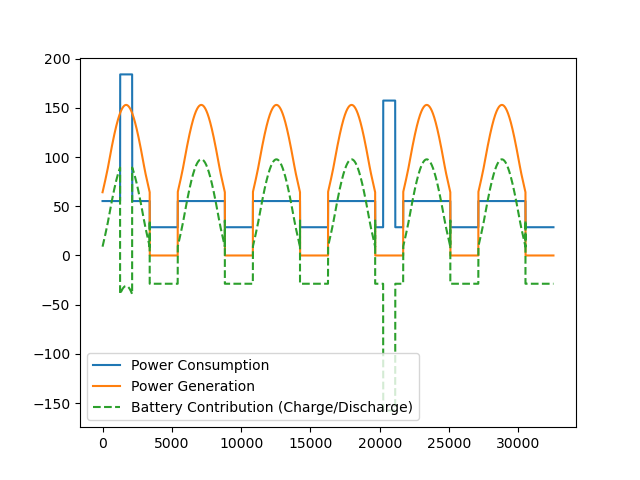 200
150
100
50
0
−50
−100
−150
Power Consumption
Power Generation
Battery Contribution (Charge/Discharge)
0 5000 10000 15000 20000 25000 30000